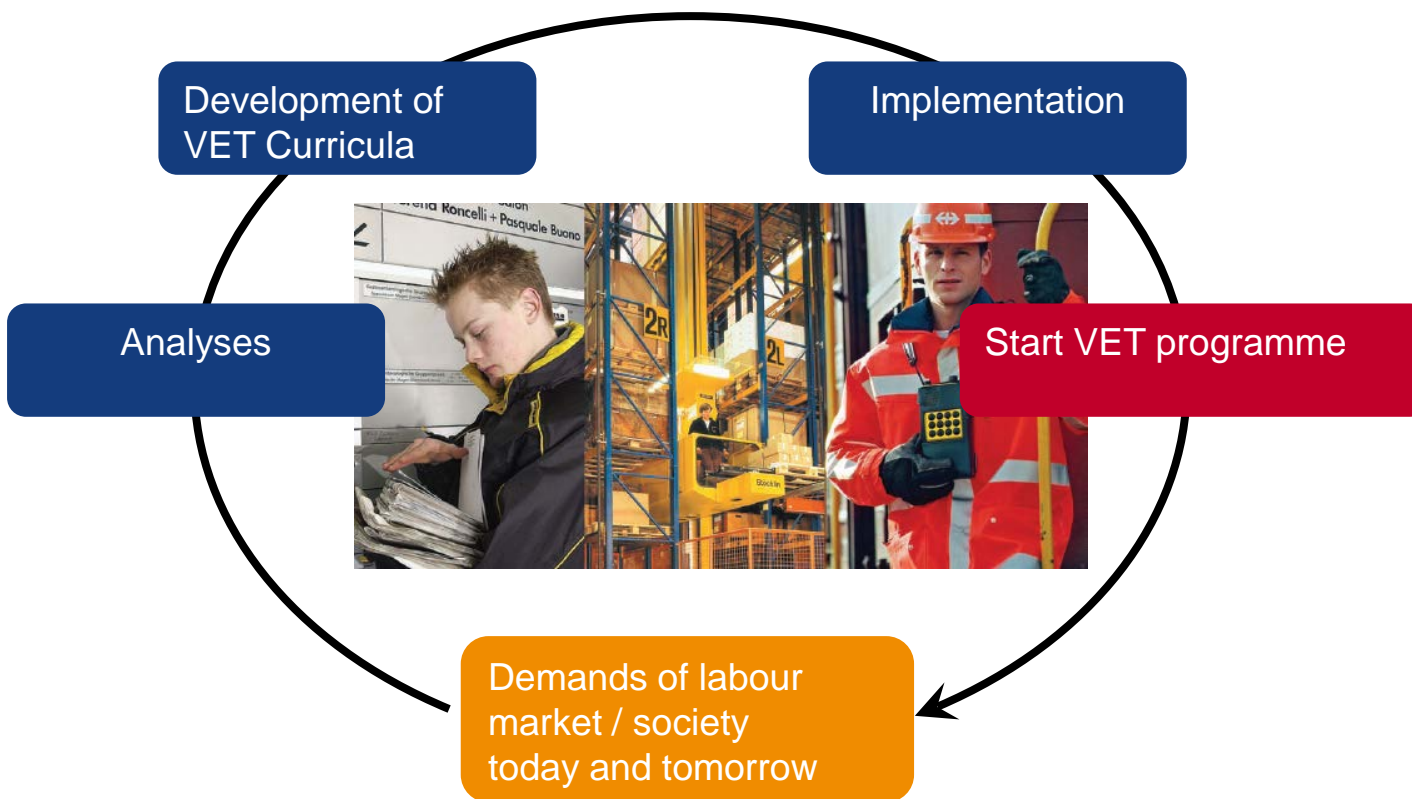 Development of
VET Curricula
Implementation
Roncelli + Pasquale Buono
2R
2L
Analyses
Start VET programme
Demands of labour
market / society
today and tomorrow